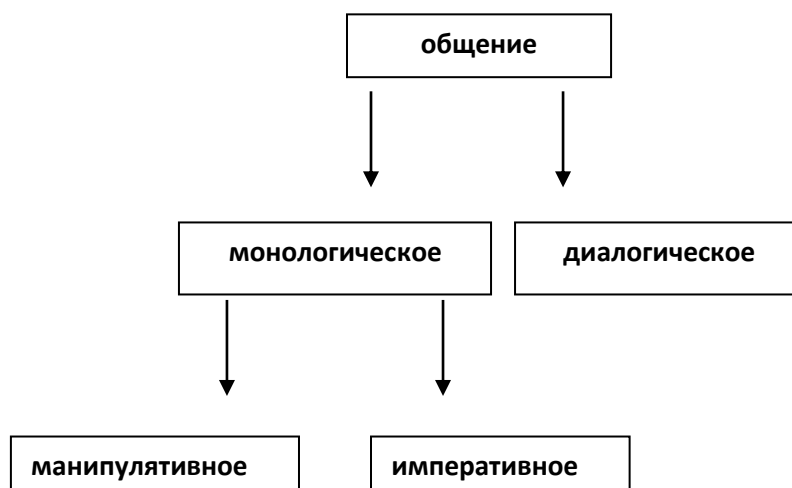 общение
монологическое
диалогическое
манипулятивное
императивное